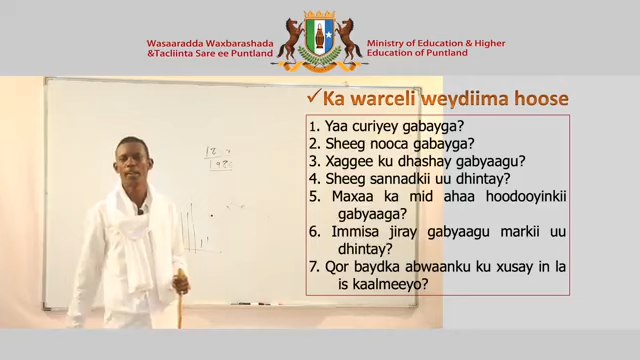 Wasaaradda Waxbarashada
&Tacliinta Sare ee Puntland
Ministry of Education & Higher
Education of Puntland
✓Ka warceli weydiima hoose
1. Yaa curiyey gabayga?
2. Sheeg nooca gabayga?
3. Xaggee ku dhashay gabyaagu?
4. Sheeg sannadkii uu dhintay?
5. Maxaa ka mid ahaa hoodooyinkii
gabyaaga?
6. Immisa jiray gabyaagu markii uu
dhintay?
7. Qor baydka abwaanku ku xusay in la
is kaalmeeyo?